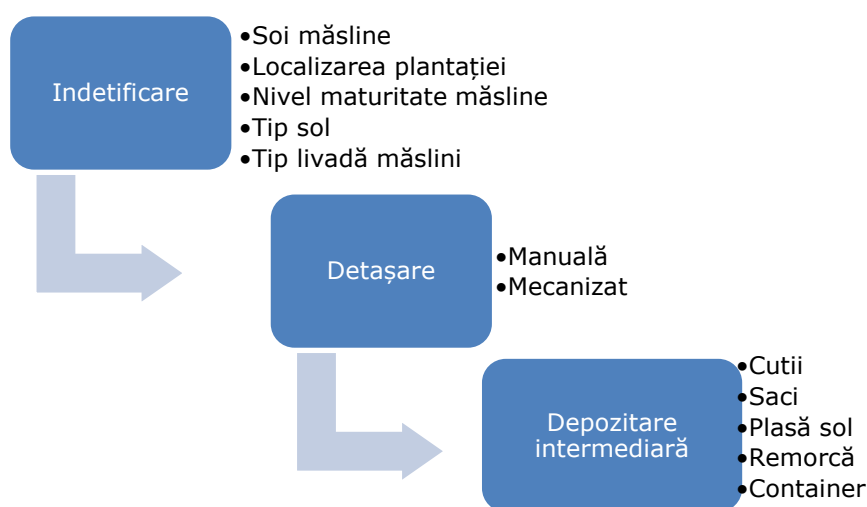 Indetificare
•Soi măsline
•Localizarea plantației
•Nivel maturitate măsline
•Tip sol
•Tip livadă măslini
Detașare
•Manuală
•Mecanizat
Depozitare
intermediară
•Cutii
•Saci
•Plasă sol
•Remorcă
•Container